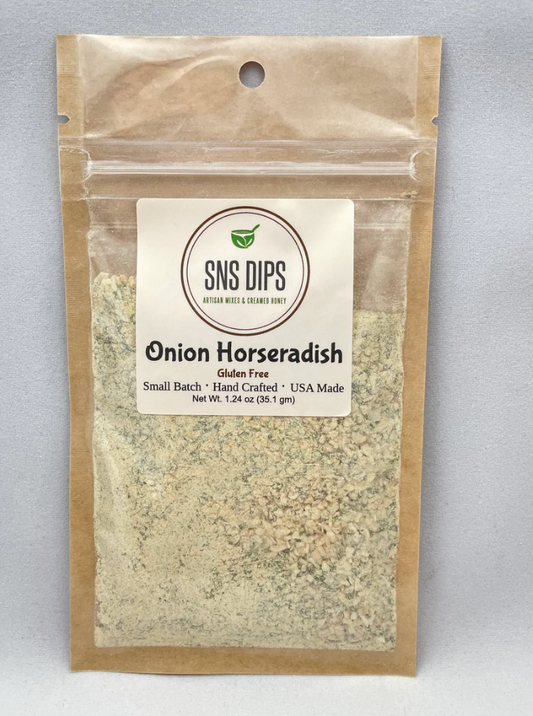 SNS DIPS
ARTISAN MIXES & CREAMED HONEY
Onion Horseradish
Gluten Free
Small Batch · Hand Crafted · USA Made
Net Wt. 1.24 oz (35.1 gm)